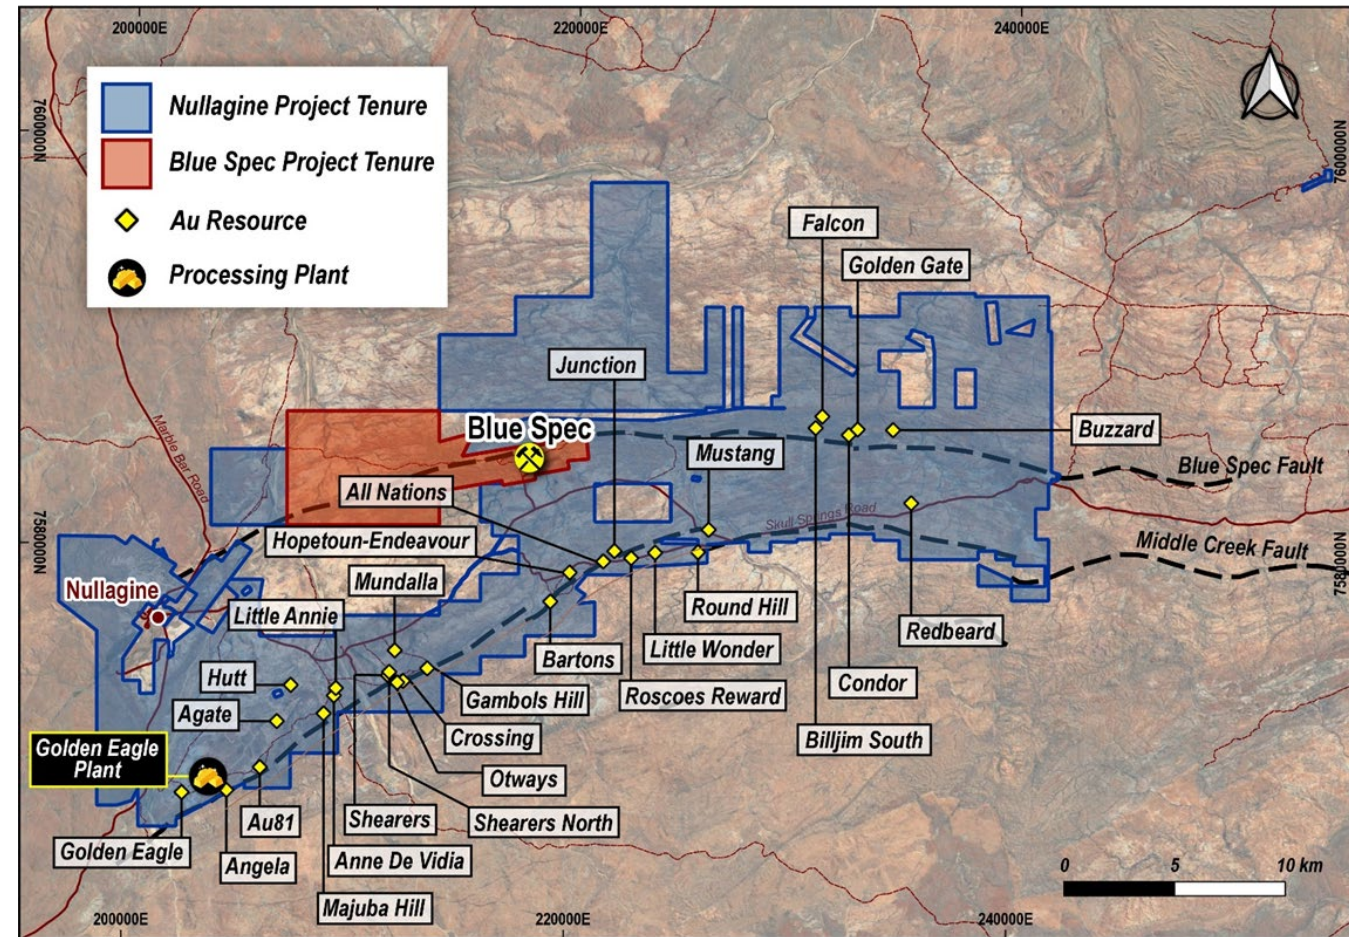 200000E
220000E
240000E
7600000N
7600000N
Nullagine Project Tenure
Blue Spec Project Tenure
Au Resource
Processing Plant
Falcon
Golden Gate
Junction
Marble Bar Road
Blue Spec
Buzzard
Mustang
Blue Spec Fault
All Nations
Skull Springs Road
7580000N
Hopetoun-Endeavour
Middle Creek Fault
7580000N
Mundalla
Nullagine
Little Annie
Round Hill
Redbeard
Little Wonder
Bartons
Hutt
Condor
Gambols Hill
Roscoes Reward
Agate
Crossing
Billjim South
Golden Eagle
Plant
Otways
Au81
Shearers
Shearers North
Golden Eagle
Angela
Anne De Vidia
0
5
10 km
Majuba Hill
200000E
220000E
240000E